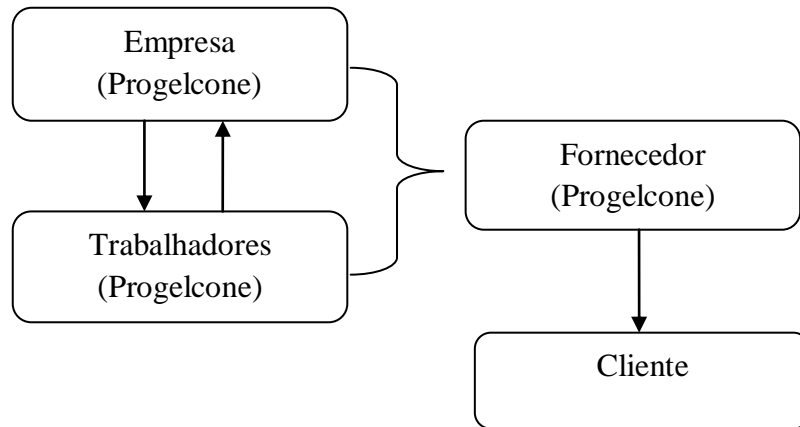 Empresa
(Progelcone)
Trabalhadores
(Progelcone)
Fornecedor
(Progelcone)
Cliente